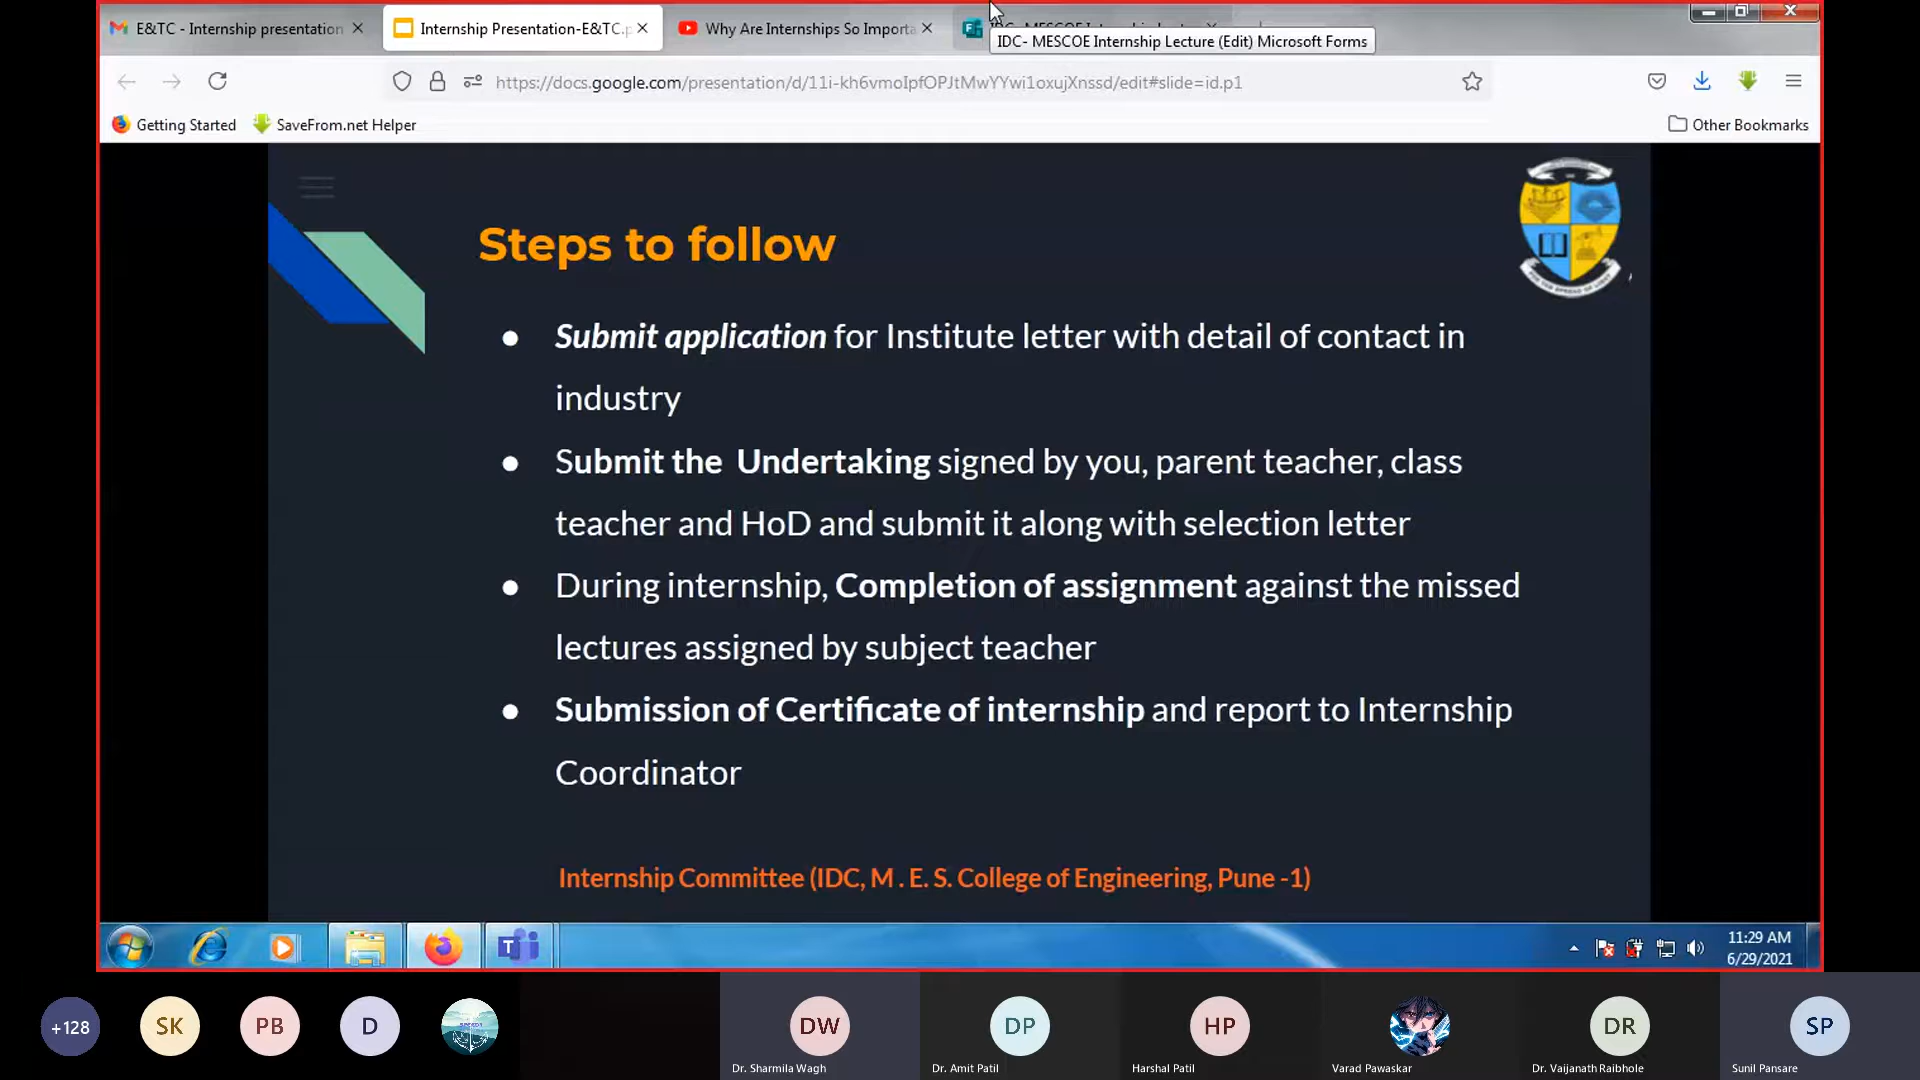 E&TC - Internship presentation
Internship Presentation-E&TC.p
Why Are Internships So Importa
IDC- MESCOE Internship Lecture (Edit) Microsoft Forms
https://docs.google.com/presentation/d/11i-kh6vmoIpfOPJtMwYYwi1oxujXnssd/edit#slide=id.p1
Getting Started
SaveFrom.net Helper
Other Bookmarks
Steps to follow
● Submit application for Institute letter with detail of contact in
industry
● Submit the Undertaking signed by you, parent teacher, class
teacher and HoD and submit it along with selection letter
● During internship, Completion of assignment against the missed
lectures assigned by subject teacher
● Submission of Certificate of internship and report to Internship
Coordinator
Internship Committee (IDC, M . E. S. College of Engineering, Pune -1)
11:29 AM
6/29/2021
+128
SK
PB
D
DW
DP
HP
DR
SP
Dr. Sharmila Wagh
Dr. Amit Patil
Harshal Patil
Varad Pawaskar
Dr. Vaijanath Raibhole
Sunil Pansare